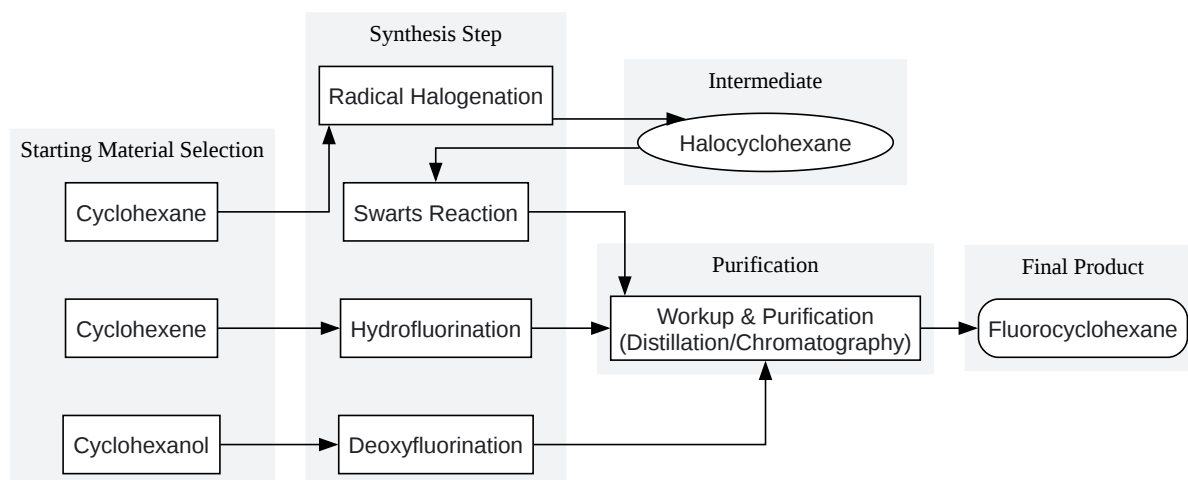 Synthesis Step
Radical Halogenation
Intermediate
Halocyclohexane
Starting Material Selection
Cyclohexane
Swarts Reaction
Purification
Final Product
Cyclohexene
Hydrofluorination
Workup & Purification
(Distillation/Chromatography)
Fluorocyclohexane
Cyclohexanol
Deoxyfluorination